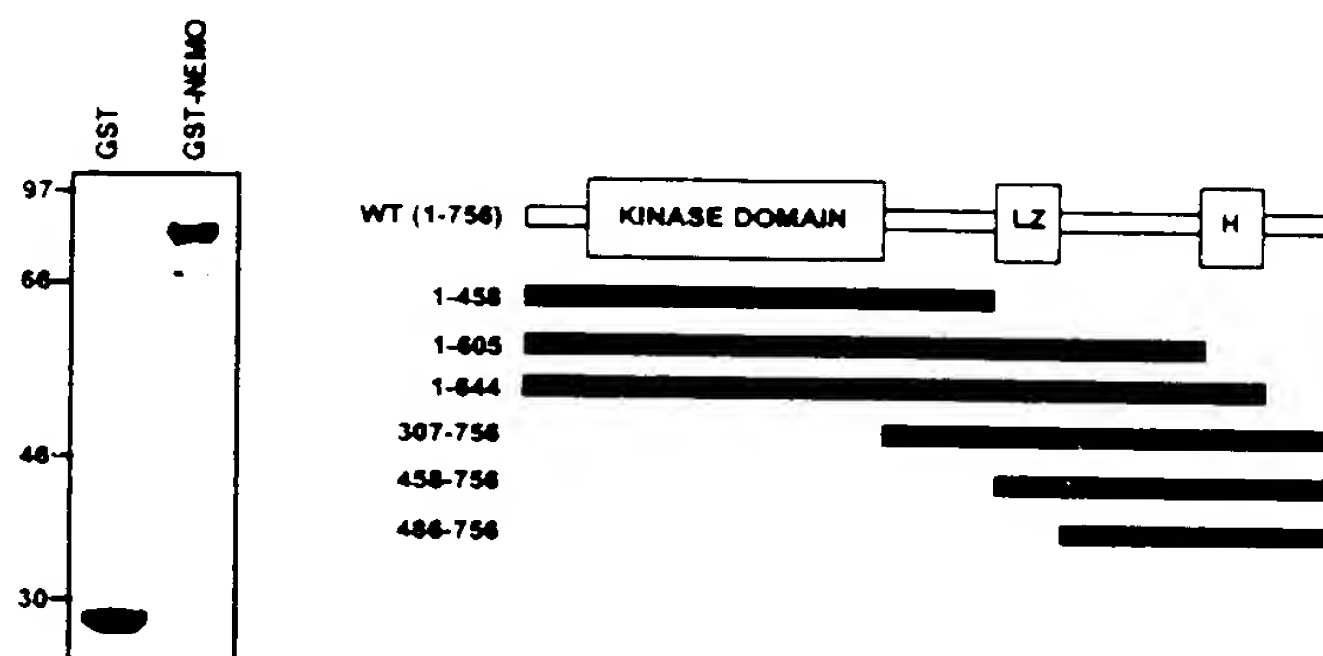 GST
GST-NEMO
97
66
46
30
WT (1-756)
KINASE DOMAIN
LZ
H
1-458
1-605
1-644
307-756
458-756
486-756